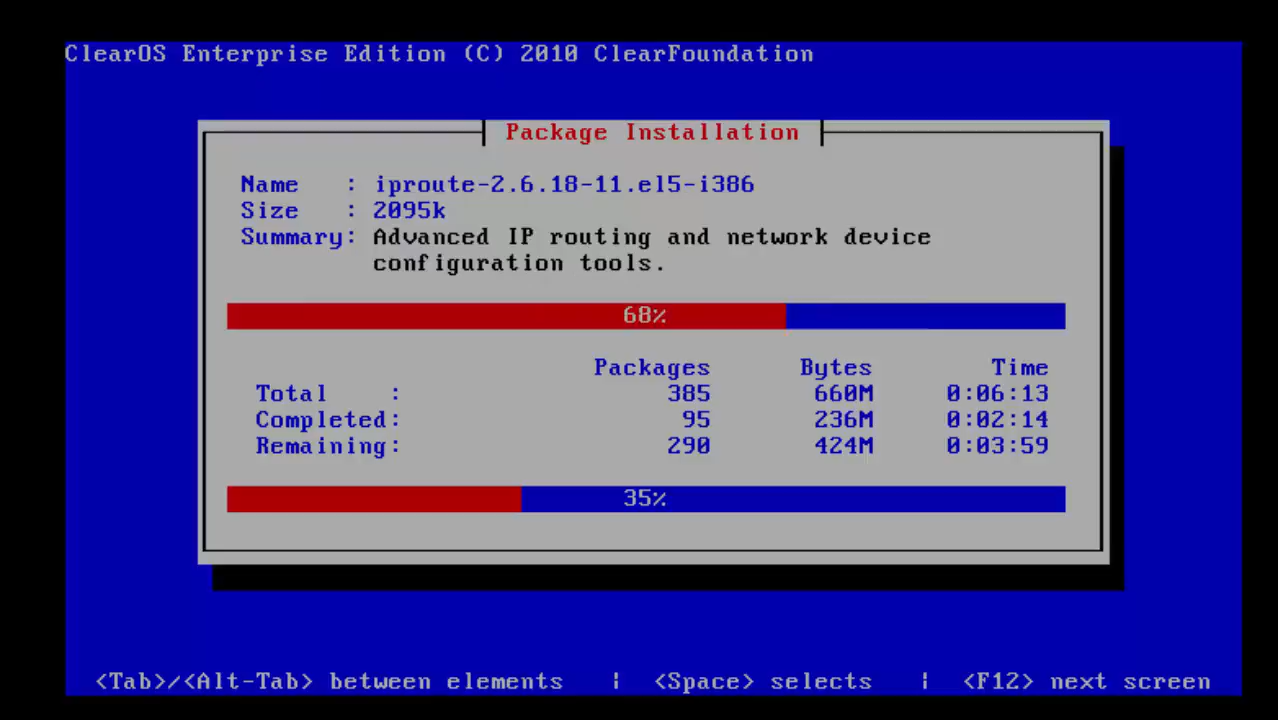 ClearOS Enterprise Edition (C) 2010 ClearFoundation
Package Installation
Name : iproute-2.6.18-11.el5-i386
Size : 2095k
Summary: Advanced IP routing and network device
configuration tools.
68%
Packages Bytes Time
Total : 385 660M 0:06:13
Completed: 95 236M 0:02:14
Remaining: 290 424M 0:03:59
35%
<Tab>/<Alt-Tab> between elements | <Space> selects | <F12> next screen